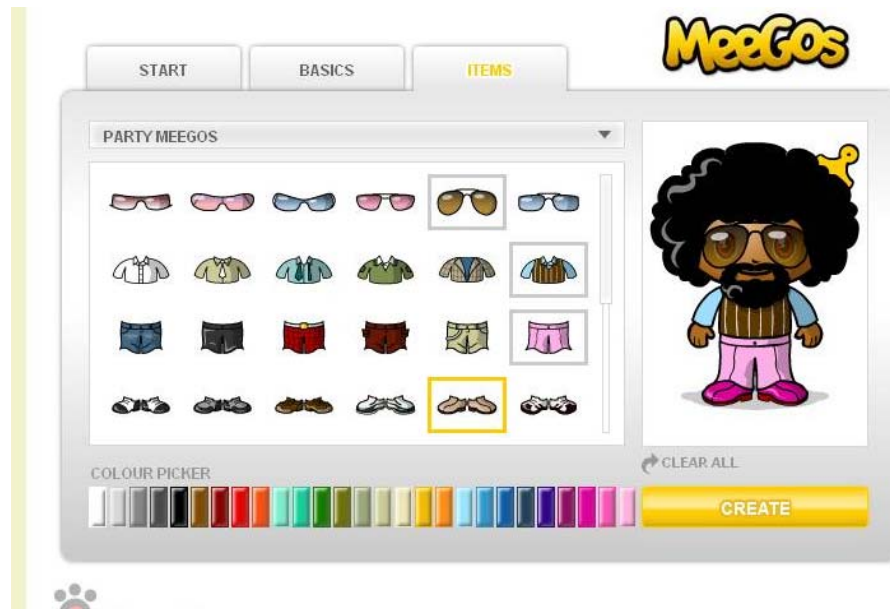 MeeGos
START
BASICS
ITEMS
PARTY MEEGOS
COLOUR PICKER
CLEAR ALL
CREATE